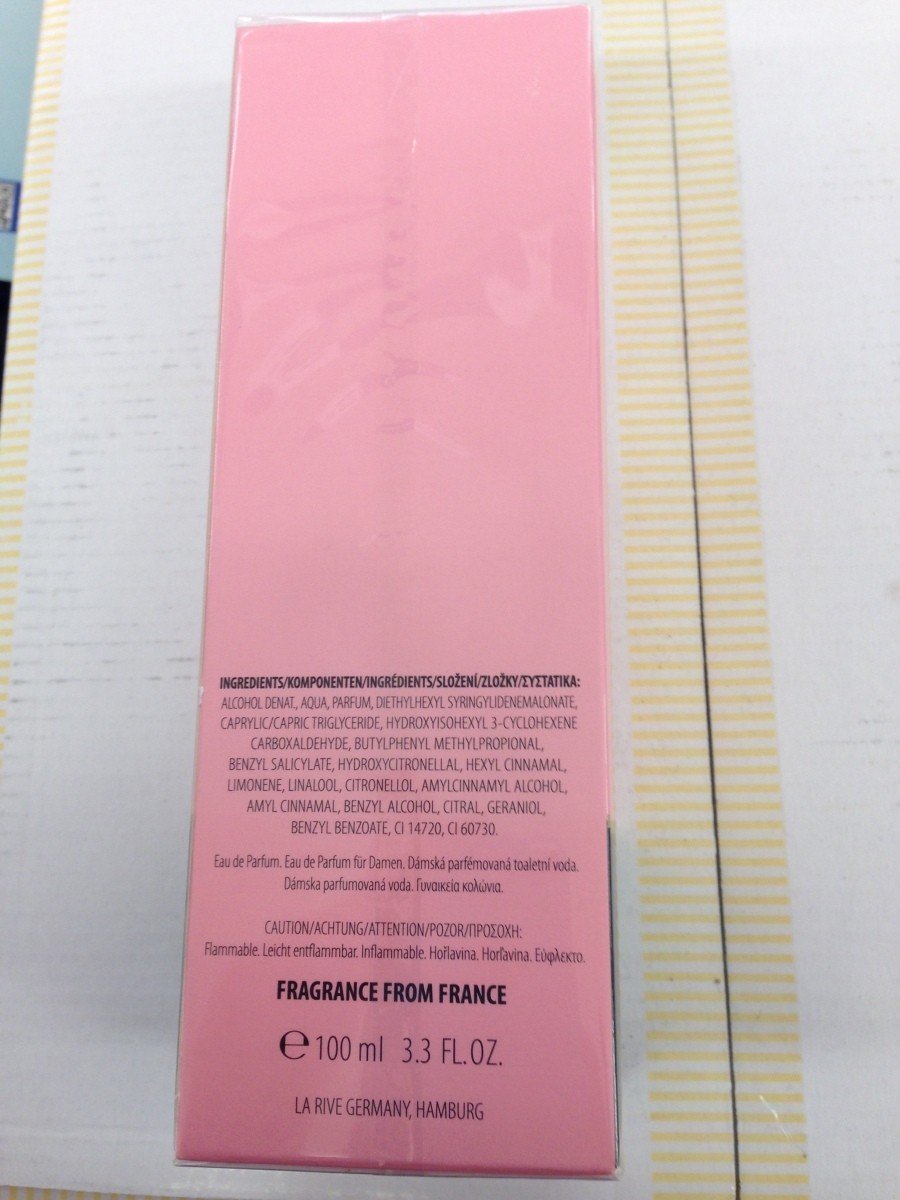 INGREDIENTS/KOMPONENTEN/INGRÉDIENTS/SLOŽENÍ/ZLOŽKY/ΣΥΣΤΑΤΙΚΑ:
ALCOHOL DENAT., AQUA, PARFUM, DIETHYLHEXYL SYRINGYLIDENEMALONATE,
CAPRYLIC/CAPRIC TRIGLYCERIDE, HYDROXYISOHEXYL 3-CYCLOHEXENE
CARBOXALDEHYDE, BUTYLPHENYL METHYLPROPIONAL,
BENZYL SALICYLATE, HYDROXYCITRONELLAL, HEXYL CINNAMAL,
LIMONENE, LINALOOL, CITRONELLOL, AMYLCINNAMYL ALCOHOL,
AMYL CINNAMAL, BENZYL ALCOHOL, CITRAL, GERANIOL,
BENZYL BENZOATE, CI 14720, CI 60730.
Eau de Parfum. Eau de Parfum für Damen. Dámská parfémovaná toaletní voda.
Dámska parfumovaná voda. Γυναικεία κολώνια.
CAUTION/ACHTUNG/ATTENTION/POZOR/ΠΡΟΣΟΧΗ:
Flammable. Leicht entflammbar. Inflammable. Hořlavina. Horľavina. Εύφλεκτο.
FRAGRANCE FROM FRANCE
℮ 100 ml 3.3 FL.OZ.
LA RIVE GERMANY, HAMBURG